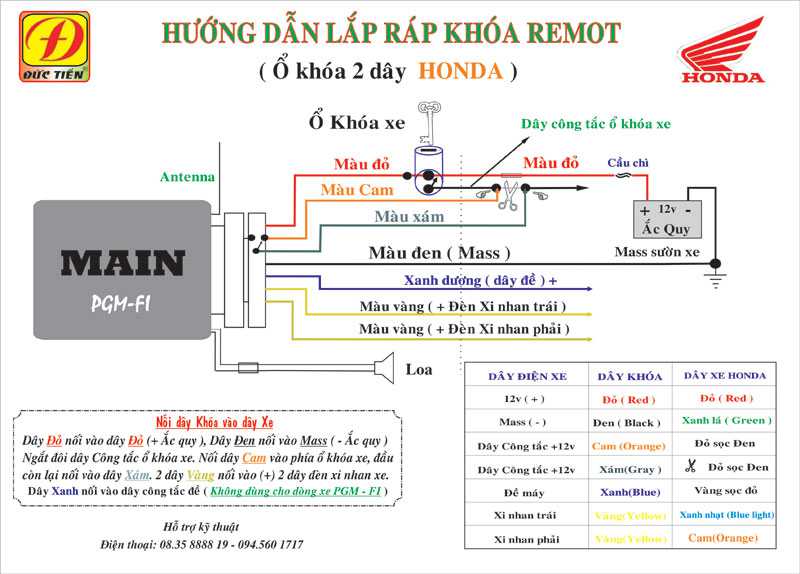 HƯỚNG DẪN LẮP RÁP KHÓA REMOT
( Ổ khóa 2 dây HONDA )
Đ
ĐỨC TIẾN ®
HONDA
Ổ Khóa xe
Dây công tắc ổ khóa xe
Antenna
Màu đỏ
Màu đỏ
Cầu chì
Màu Cam
Màu xám
+ 12v -
Ắc Quy
MAIN
PGM-FI
Màu đen ( Mass )
Mass sườn xe
Xanh dương ( dây đề ) +
Màu vàng ( + Đèn Xi nhan trái )
Màu vàng ( + Đèn Xi nhan phải )
Loa
DÂY ĐIỆN XE DÂY KHÓA DÂY XE HONDA
12v ( + ) Đỏ ( Red ) Đỏ ( Red )
Mass ( - ) Đen ( Black ) Xanh lá ( Green )
Dây Công tắc +12v Cam (Orange) Đỏ sọc Đen
Dây Công tắc +12v Xám(Gray ) Đỏ sọc Đen
Đề máy Xanh(Blue) Vàng sọc đỏ
Xi nhan trái Vàng(Yellow) Xanh nhạt (Blue light)
Xi nhan phải Vàng(Yellow) Cam(Orange)
Nối dây Khóa vào dây Xe
Dây Đỏ nối vào dây Đỏ (+ Ắc quy ), Dây Đen nối vào Mass ( - Ắc quy )
Ngắt đôi dây Công tắc ổ khóa xe. Nối dây Cam vào phía ổ khóa xe, đầu
còn lại nối vào dây Xám. 2 dây Vàng nối vào (+) 2 dây đèn xi nhan xe.
Dây Xanh nối vào dây công tắc đề ( Không dùng cho dòng xe PGM - FI )
Hỗ trợ kỹ thuật
Điện thoại: 08.35 8888 19 - 094.560 1717